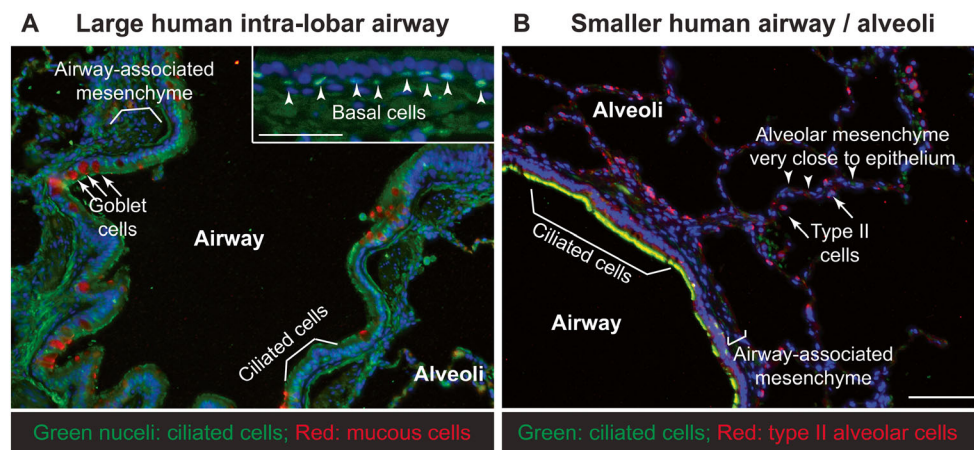 A Large human intra-lobar airway
Airway-associated
mesenchyme
Basal cells
Goblet
cells
Airway
Ciliated cells
Alveoli
Green nuceli: ciliated cells; Red: mucous cells
B Smaller human airway / alveoli
Alveoli
Alveolar mesenchyme
very close to epithelium
Type II
cells
Ciliated cells
Airway
Airway-associated
mesenchyme
Green: ciliated cells; Red: type II alveolar cells